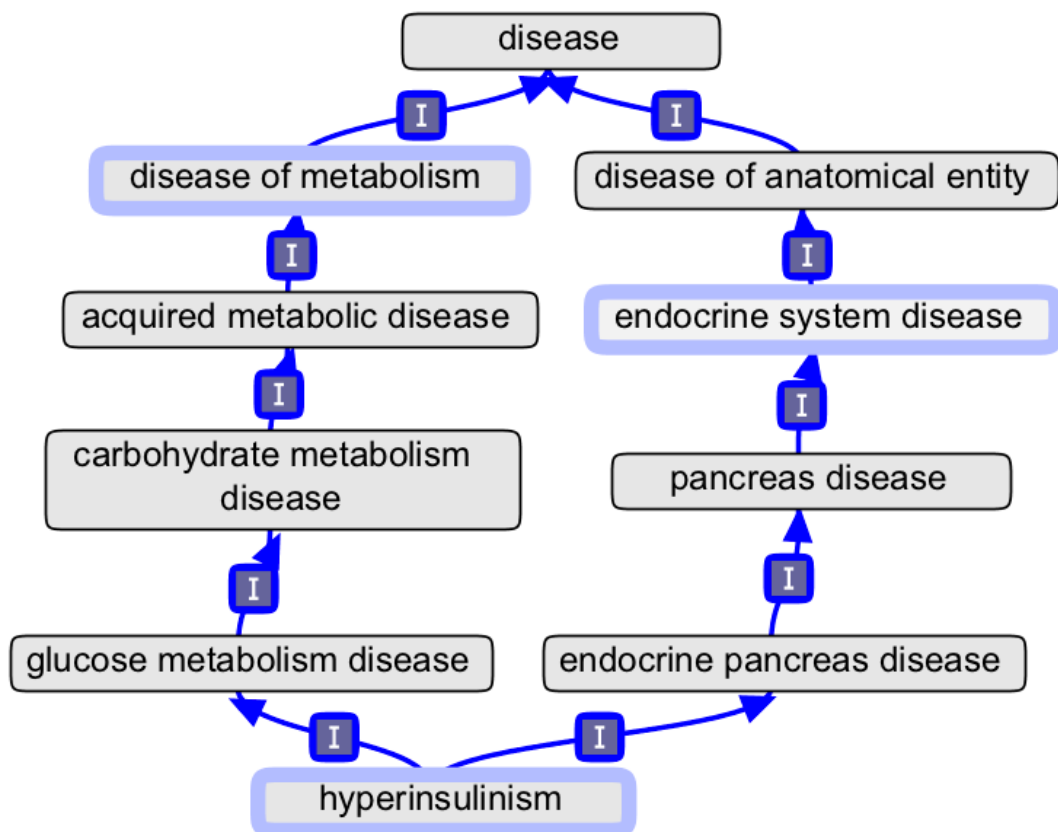 disease
I I
disease of metabolism
disease of anatomical entity
I I
acquired metabolic disease
endocrine system disease
I I
carbohydrate metabolism
disease
pancreas disease
I I
glucose metabolism disease
endocrine pancreas disease
I I
hyperinsulinism